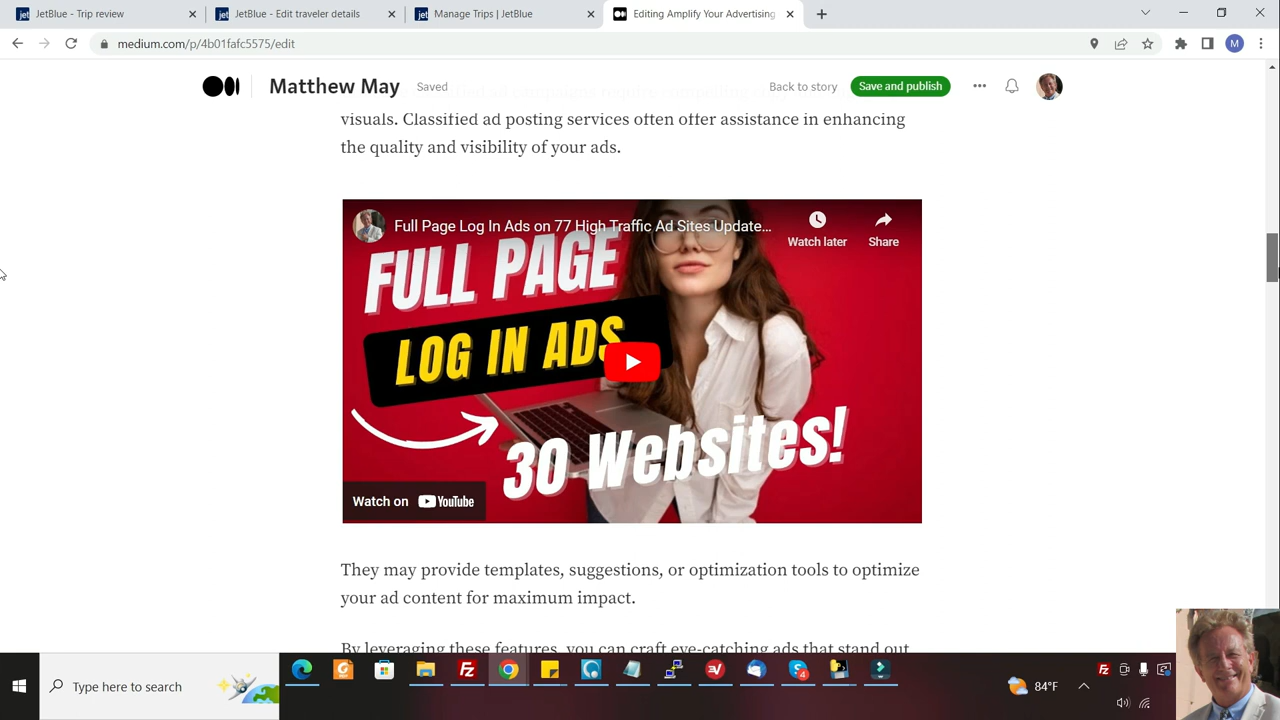 JetBlue - Trip review
JetBlue - Edit traveler details
Manage Trips | JetBlue
Editing Amplify Your Advertising
medium.com/p/4b01fafc5575/edit
M
Matthew May
Saved
Back to story
Save and publish
visuals. Classified ad posting services often offer assistance in enhancing
the quality and visibility of your ads.
Full Page Log In Ads on 77 High Traffic Ad Sites Update...
Watch later
Share
FULL PAGE
LOG IN ADS
30 Websites!
Watch on YouTube
They may provide templates, suggestions, or optimization tools to optimize
your ad content for maximum impact.
By leveraging these features, you can craft eye-catching ads that stand out
Type here to search
4
84°F